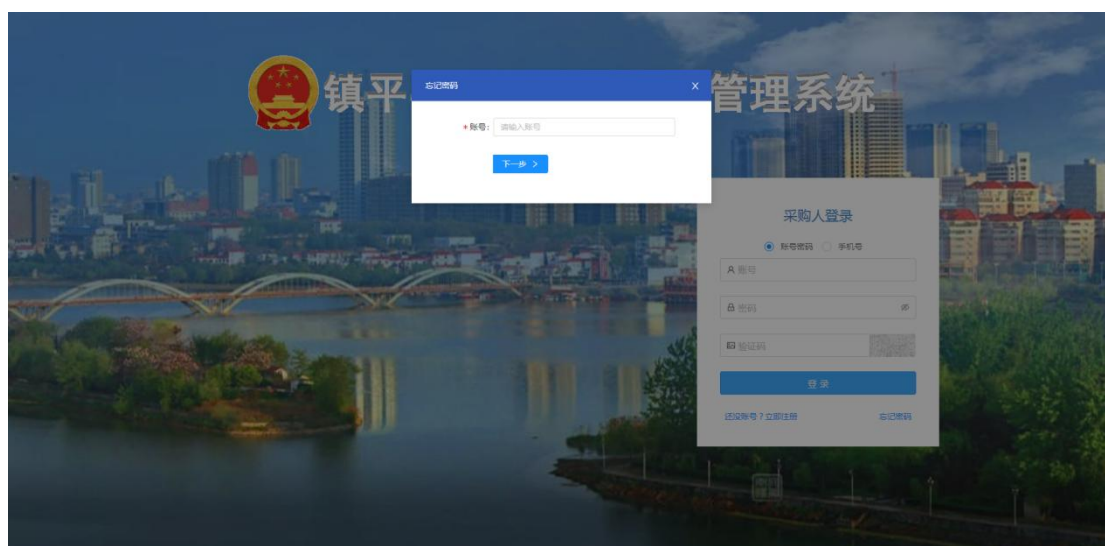 镇平
管理系统
忘记密码 X
*账号: 请输入账号
下一步 >
采购人登录
账号密码 手机号
账号
密码
验证码
登 录
还没账号？立即注册 忘记密码